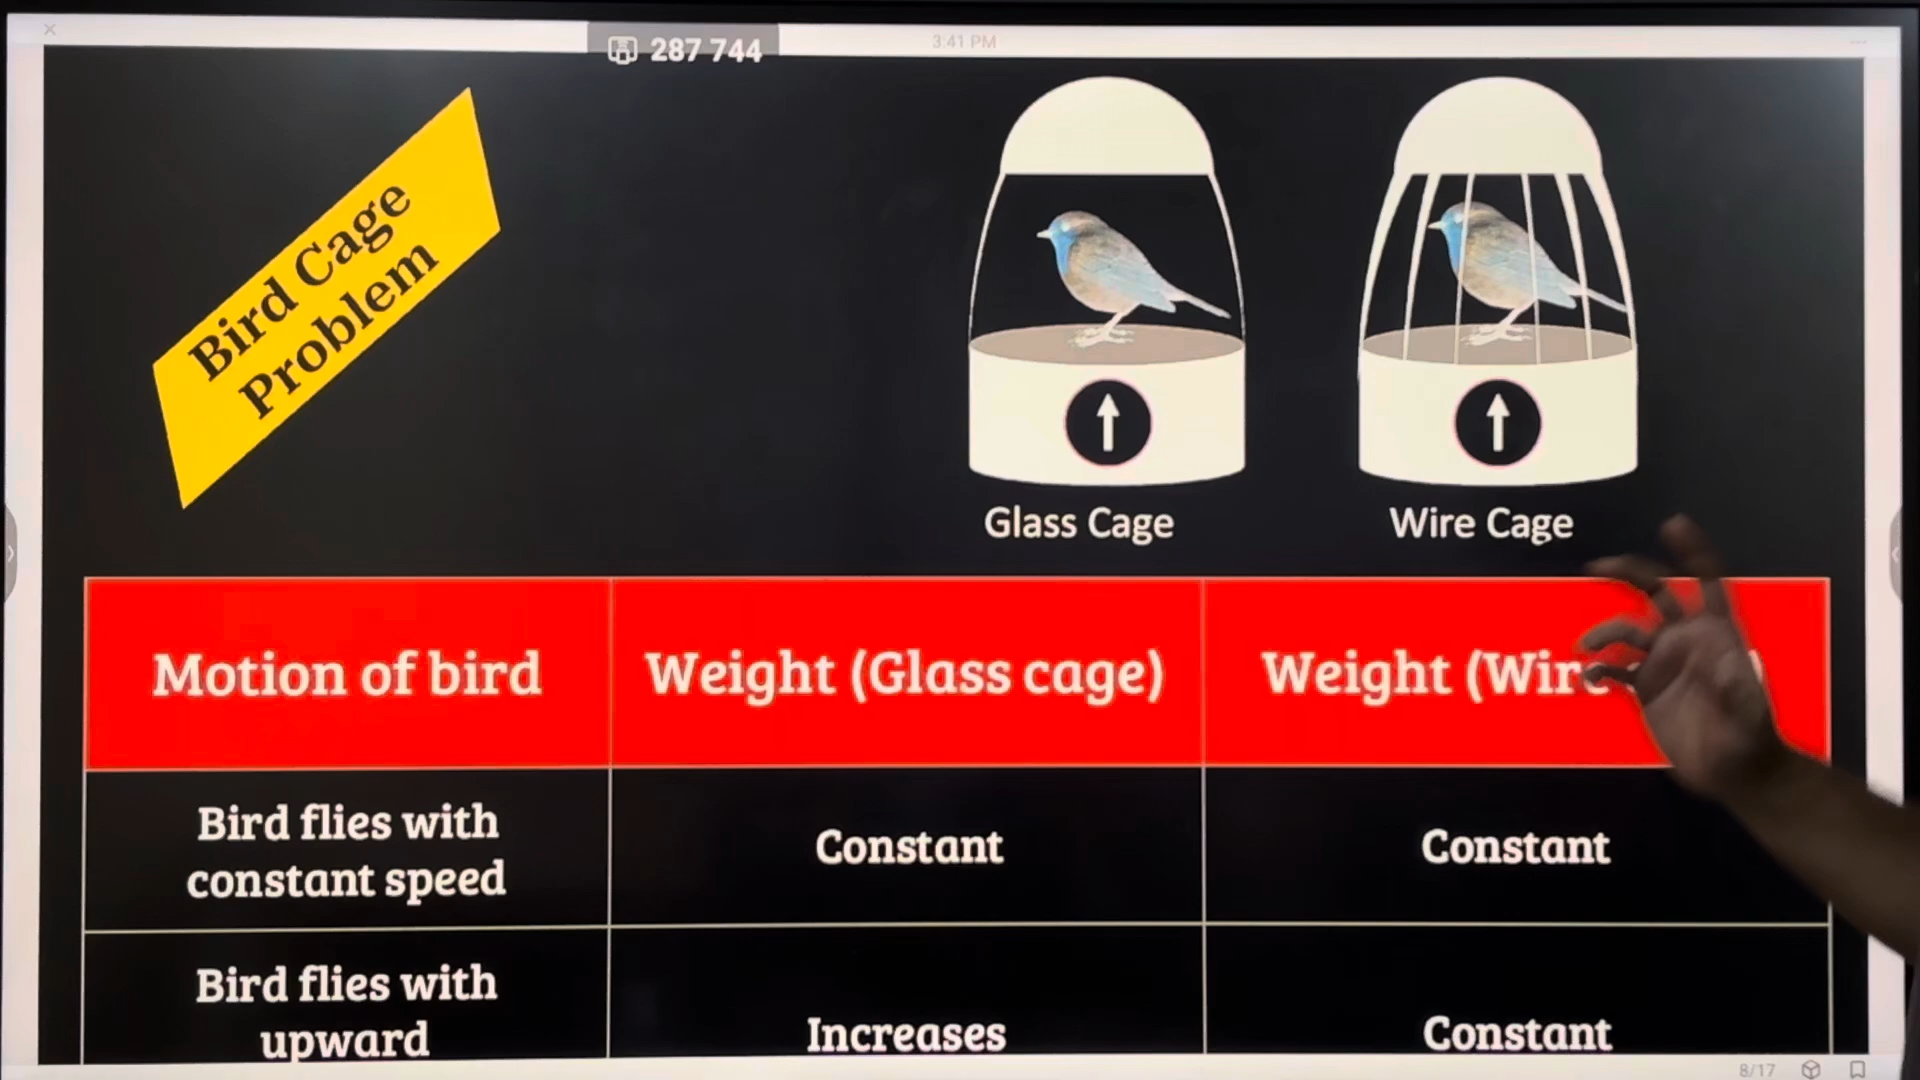 287 744
3:41 PM
Bird Cage
Problem
Glass Cage
Wire Cage
Motion of bird
Weight (Glass cage)
Weight (Wire
Bird flies with
constant speed
Constant
Constant
Bird flies with
upward
Increases
Constant
8/17